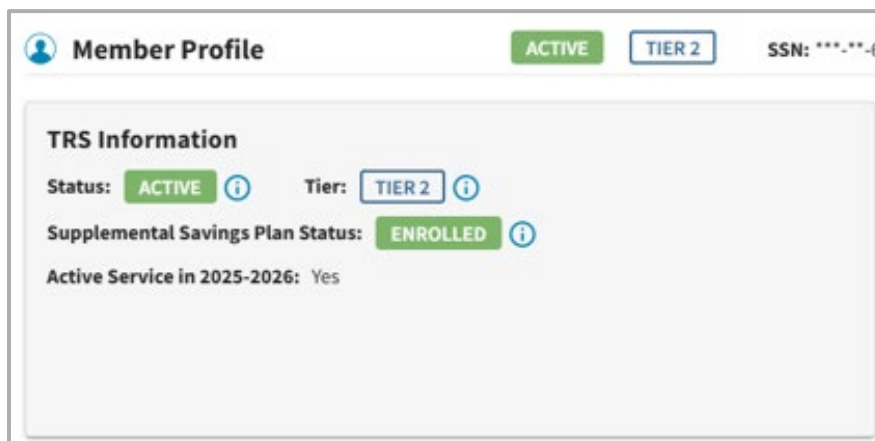 Member Profile ACTIVE TIER 2 SSN: ***-**-6
TRS Information
Status: ACTIVE Tier: TIER 2
Supplemental Savings Plan Status: ENROLLED
Active Service in 2025-2026: Yes